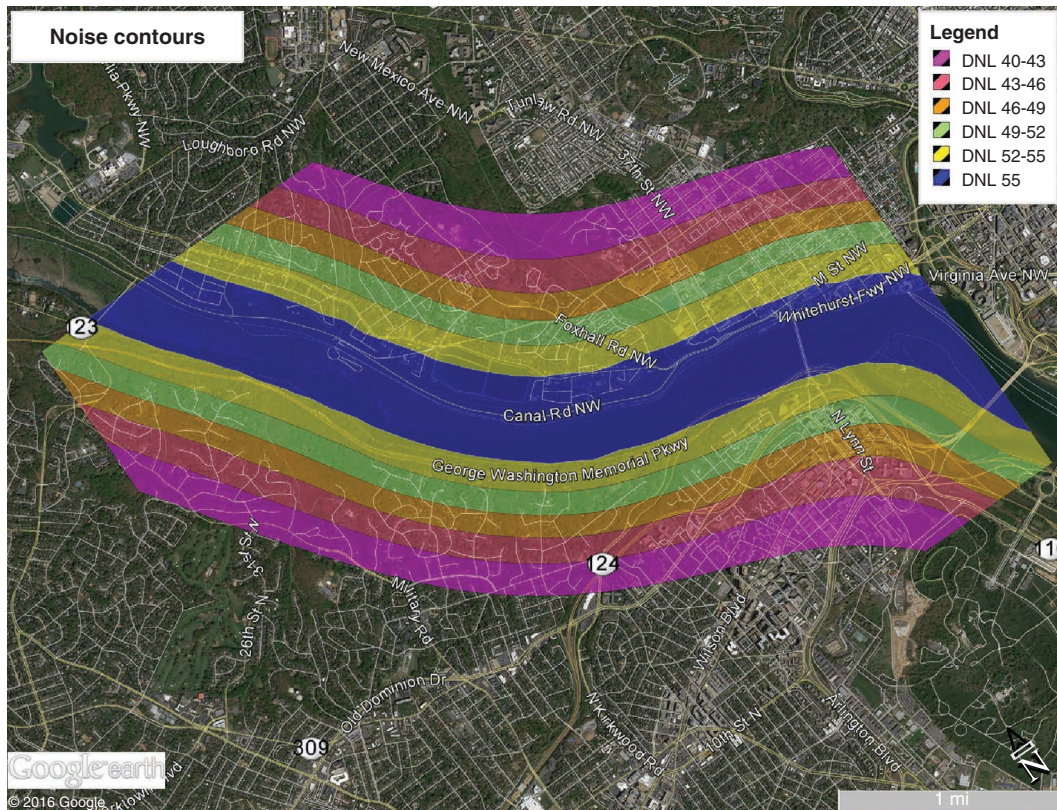 Noise contours
Legend
DNL 40-43
DNL 43-46
DNL 46-49
DNL 49-52
DNL 52-55
DNL 55
New Mexico Ave NW
Tunlaw Rd NW
Loughboro Rd NW
Pkwy NW
37th St NW
M St NW
Virginia Ave NW
Whitehurst Fwy NW
123
Foxhall Rd NW
Canal Rd NW
George Washington Memorial Pkwy
N Lynn St
124
31st St N
26th St N
Military Rd
Wilson Blvd
Old Dominion Dr
N Kirkwood Rd
10th St N
Arlington Blvd
309
Google earth
© 2016 Google
1 mi
N